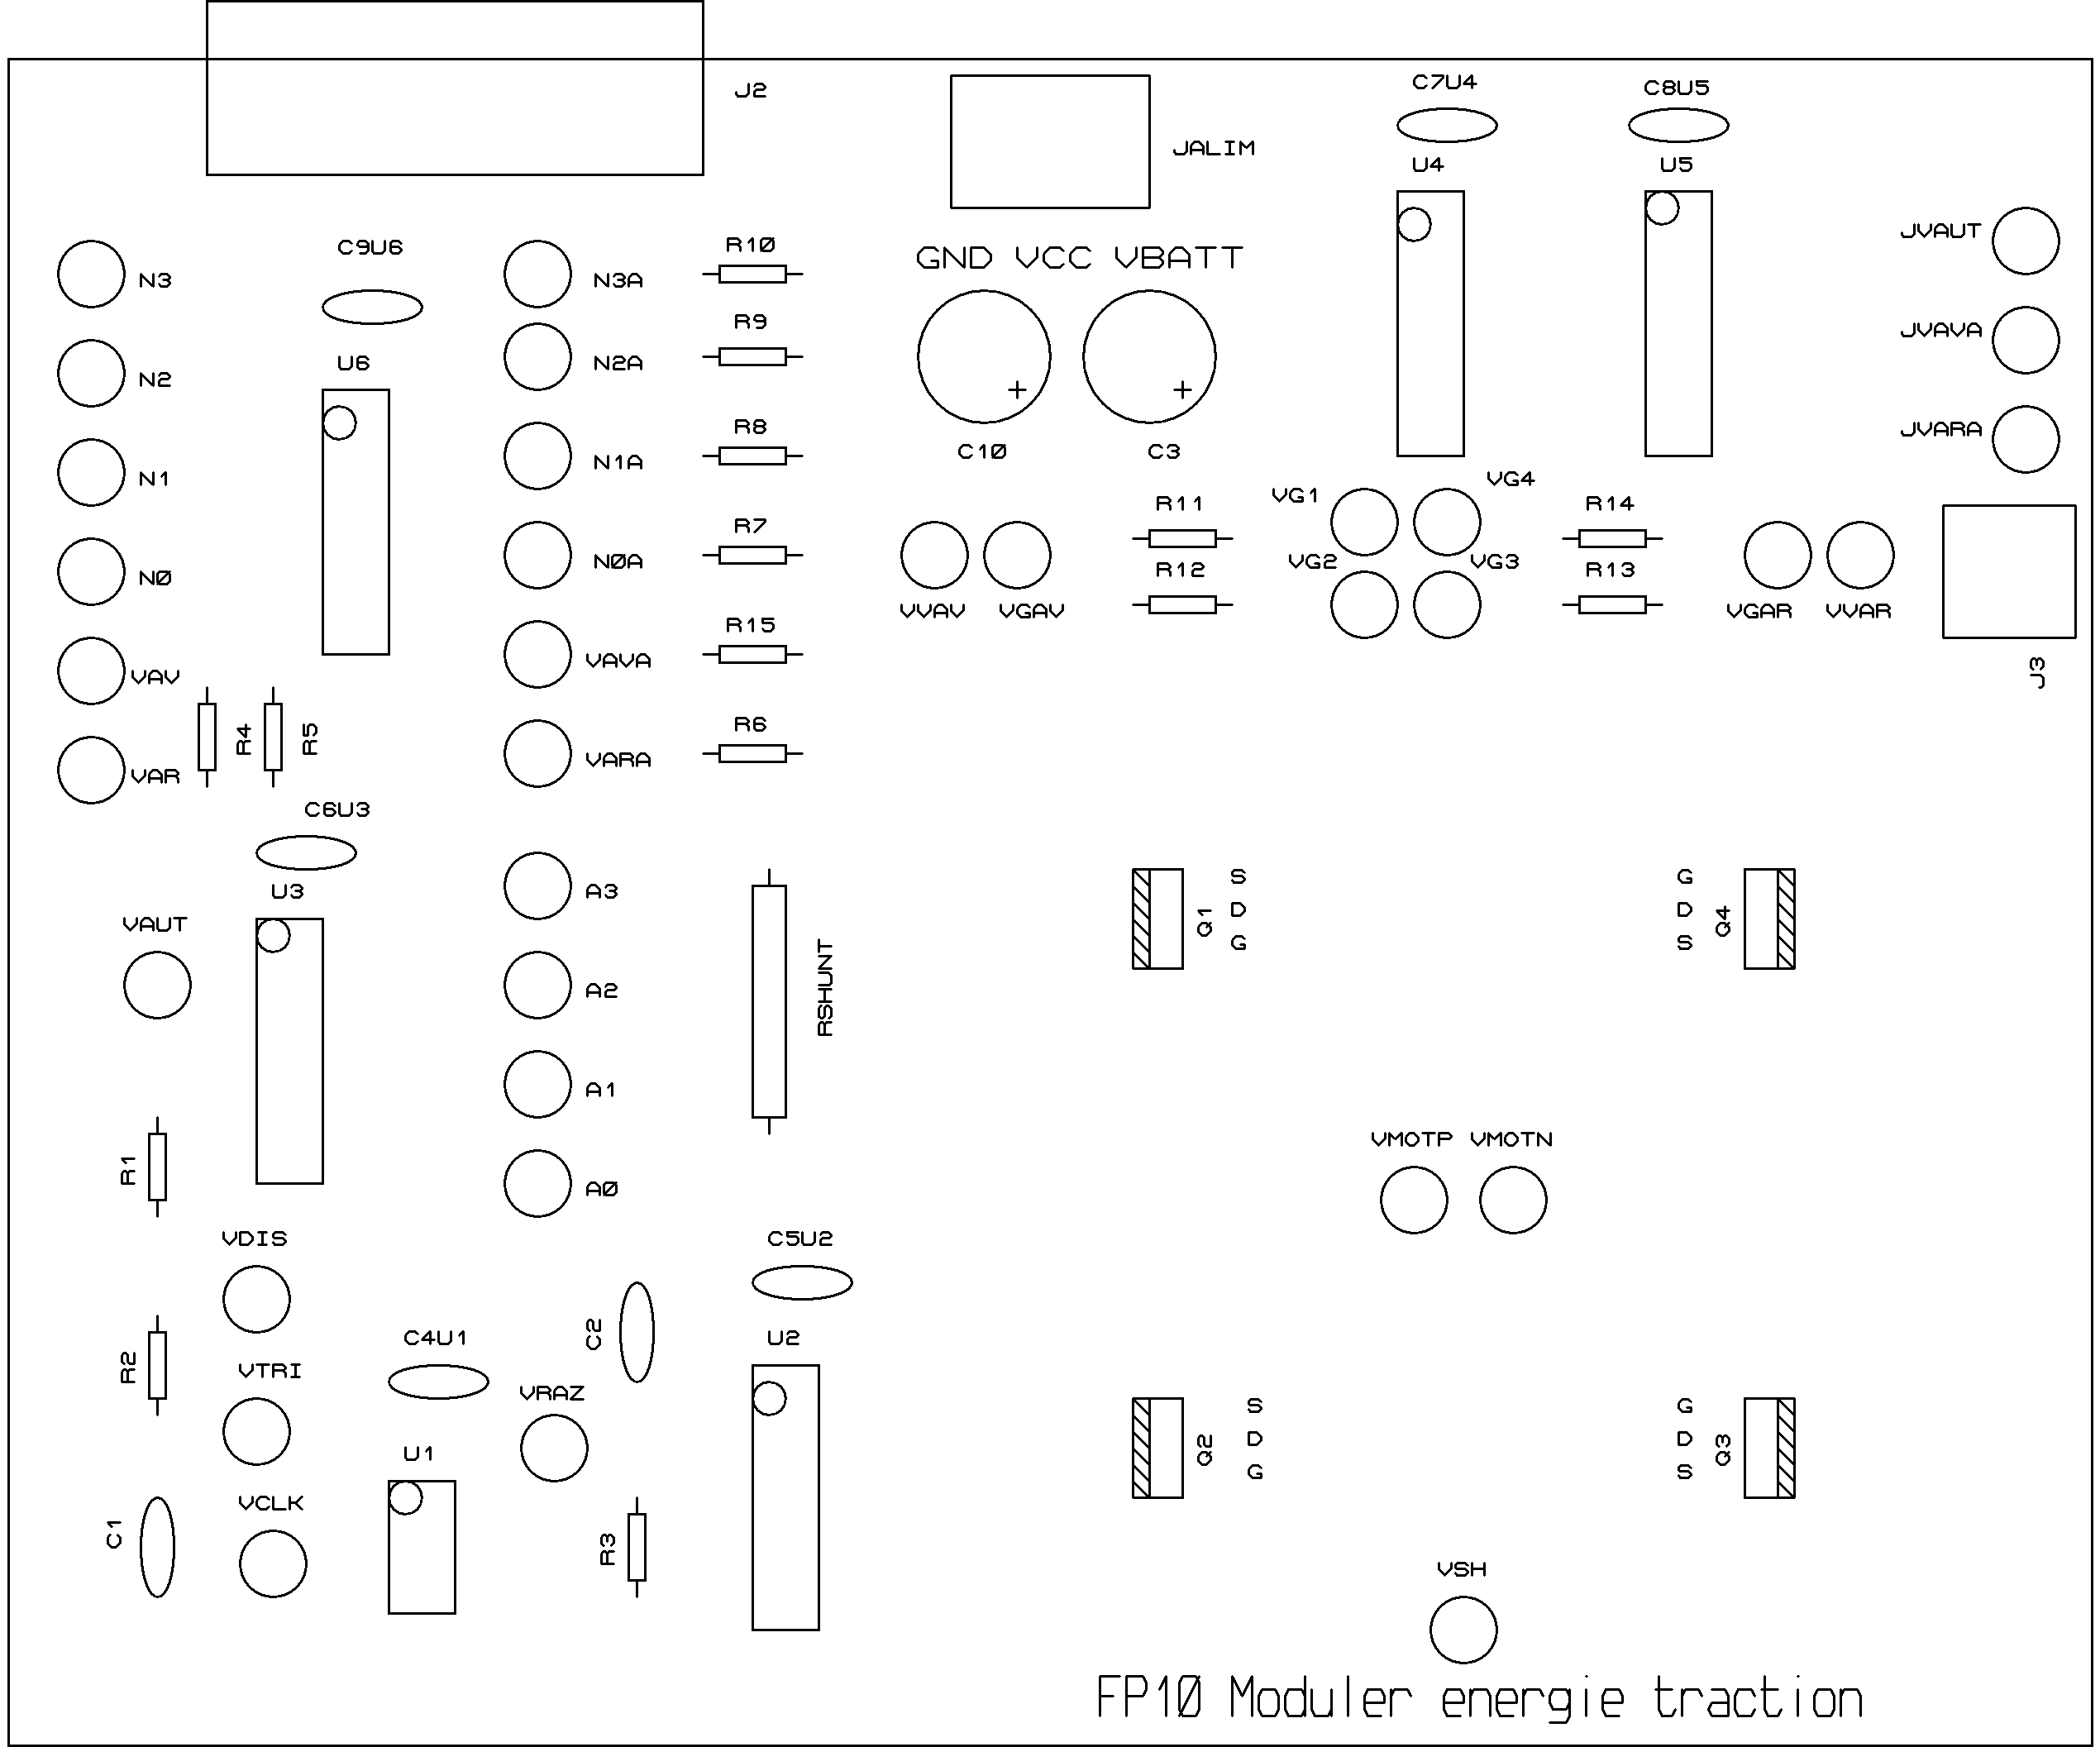 J2
JALIM
C7U4
C8U5
U4
U5
JVAUT
N3
C9U6
N3A
R10
GND VCC VBATT
N2
U6
N2A
R9
JVAVA
N1
N1A
R8
C10
C3
JVARA
VG1
VG4
N0
N0A
R7
R11
R14
VG2
VG3
R12
R13
VVAV
VGAV
VGAR
VVAR
VAV
VAVA
R15
J3
R4
R5
VAR
VARA
R6
C6U3
U3
A3
Q1
S
D
G
G
D
S
Q4
VAUT
A2
RSHUNT
A1
R1
A0
VMOTP
VMOTN
VDIS
C5U2
C2
U2
R2
VTRI
C4U1
VRAZ
U1
Q2
S
D
G
G
D
S
Q3
C1
VCLK
R3
VSH
FP10 Moduler energie traction